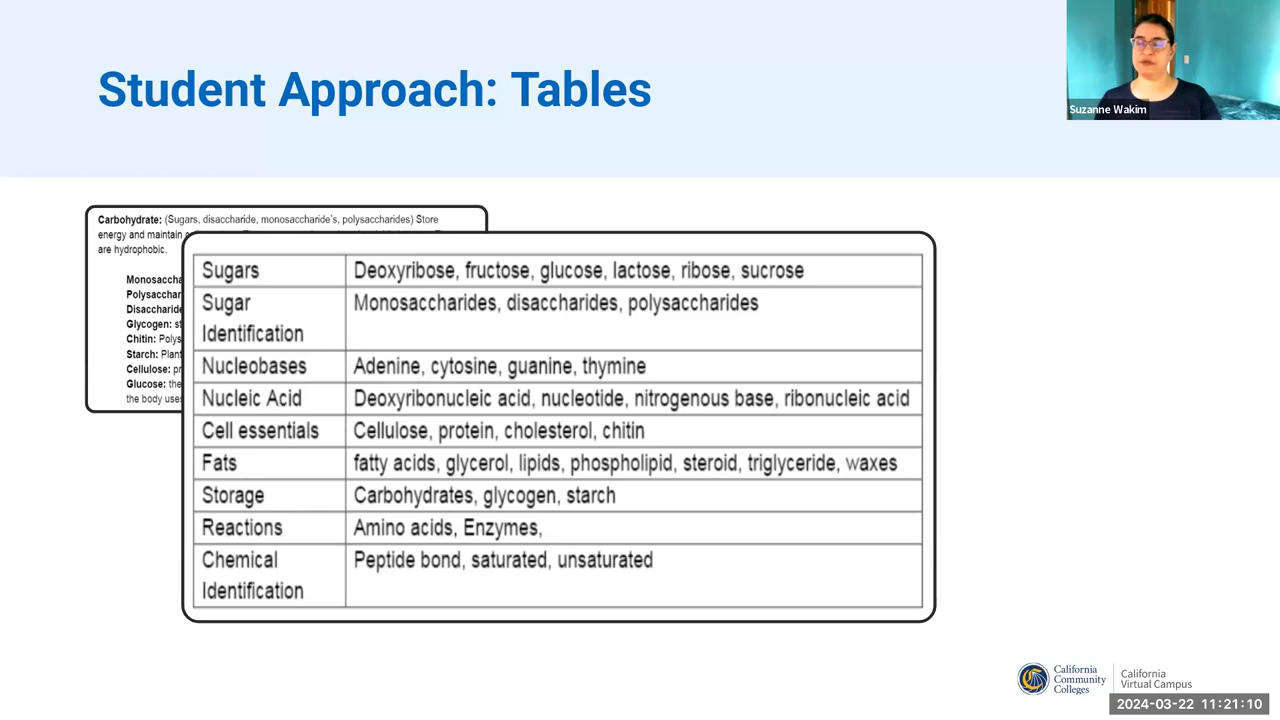 Student Approach: Tables
Suzanne Wakim
Carbohydrate: (Sugars, disaccharide, monosaccharide's, polysaccharides) Store
energy and maintain
are hydrophobic.
Monosaccha
Polysacchar
Disaccharide
Glycogen: st
Chitin: Polys
Starch: Plant
Cellulose: pr
Glucose: the
the body uses
Sugars Deoxyribose, fructose, glucose, lactose, ribose, sucrose
Sugar Monosaccharides, disaccharides, polysaccharides
Identification
Nucleobases Adenine, cytosine, guanine, thymine
Nucleic Acid Deoxyribonucleic acid, nucleotide, nitrogenous base, ribonucleic acid
Cell essentials Cellulose, protein, cholesterol, chitin
Fats fatty acids, glycerol, lipids, phospholipid, steroid, triglyceride, waxes
Storage Carbohydrates, glycogen, starch
Reactions Amino acids, Enzymes,
Chemical Peptide bond, saturated, unsaturated
Identification
California
Community
Colleges
California
Virtual Campus
2024-03-22 11:21:10